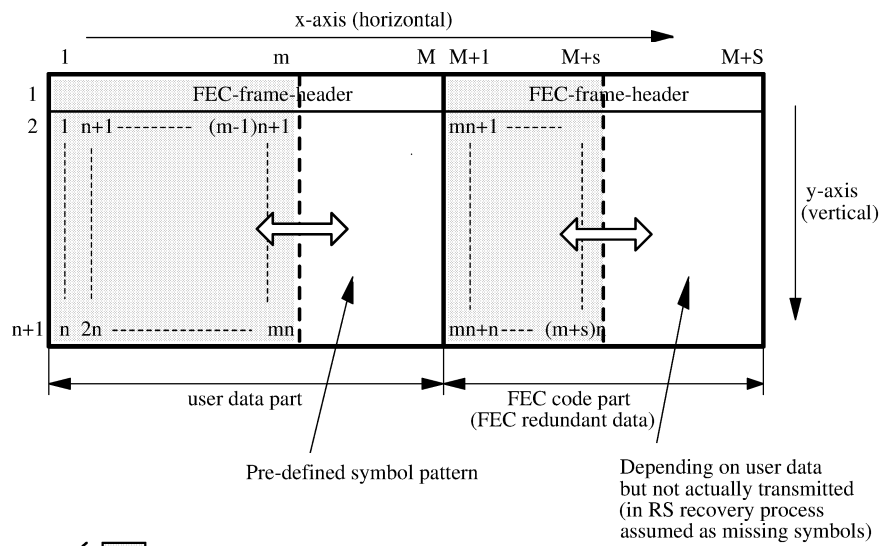 x-axis (horizontal)
1 m M M+1 M+s M+S
1 FEC-frame-header FEC-frame-header
2 1 n+1 (m-1)n+1 mn+1
y-axis
(vertical)
n+1 n 2n mn mn+n (m+s)n
user data part
FEC code part
(FEC redundant data)
Pre-defined symbol pattern
Depending on user data
but not actually transmitted
(in RS recovery process
assumed as missing symbols)